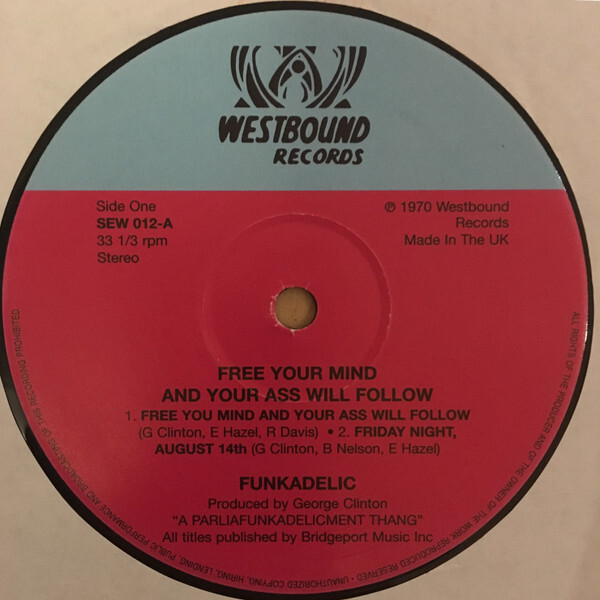 WESTBOUND
RECORDS
Side One
SEW 012-A
33 1/3 rpm
Stereo
℗ 1970 Westbound
Records
Made In The UK
FREE YOUR MIND
AND YOUR ASS WILL FOLLOW
1. FREE YOU MIND AND YOUR ASS WILL FOLLOW
(G Clinton, E Hazel, R Davis) • 2. FRIDAY NIGHT,
AUGUST 14th (G Clinton, B Nelson, E Hazel)
FUNKADELIC
Produced by George Clinton
"A PARLIAFUNKADELICMENT THANG"
All titles published by Bridgeport Music Inc
ALL RIGHTS OF THE PRODUCER AND OF THE OWNER OF THE WORK REPRODUCED RESERVED • UNAUTHORIZED COPYING, HIRING, LENDING, PUBLIC PERFORMANCE AND BROADCASTING OF THIS RECORDING PROHIBITED